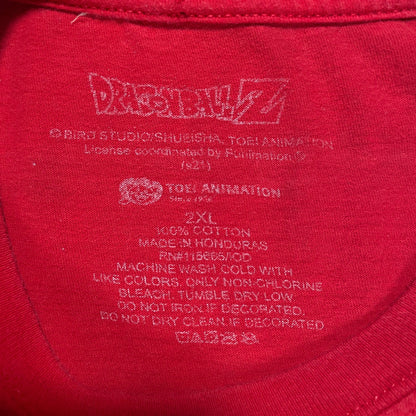 DRAGONBALL Z
© BIRD STUDIO/SHUEISHA, TOEI ANIMATION
License coordinated by Funimation ®
(s21)
TOEI ANIMATION
Since 1956
2XL
100% COTTON
MADE IN HONDURAS
MACHINE WASH COLD WITH
LIKE COLORS, ONLY NON-CHLORINE
BLEACH. TUMBLE DRY LOW
DO NOT IRON IF DECORATED.
DO NOT DRY CLEAN IF DECORATED.